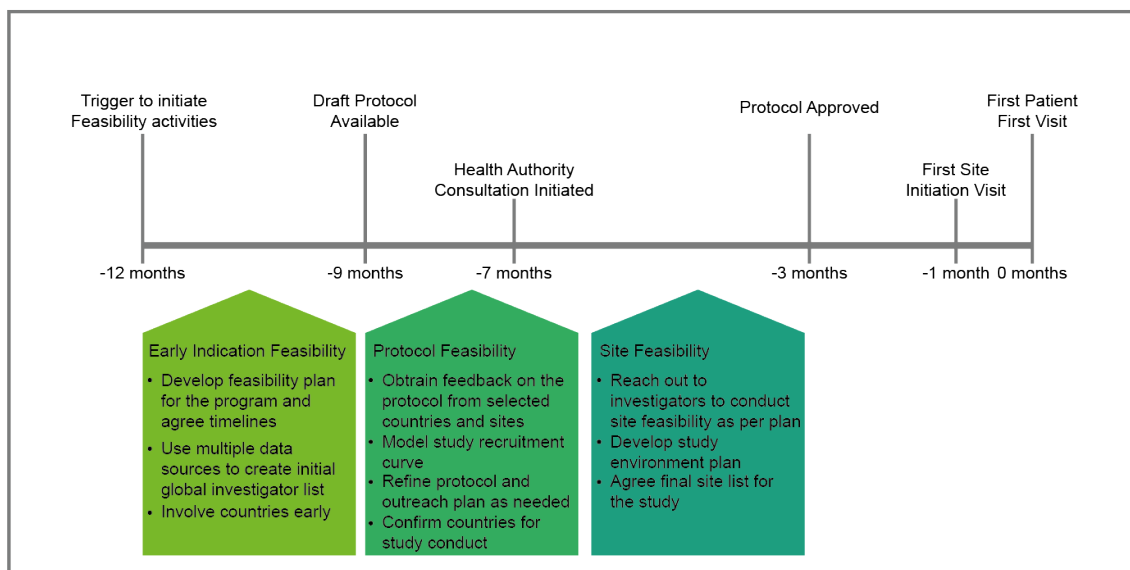 Trigger to initiate
Feasibility activities
Draft Protocol
Available
Health Authority
Consultation Initiated
Protocol Approved
First Site
Initiation Visit
First Patient
First Visit
-12 months
-9 months
-7 months
-3 months
-1 month
0 months
Early Indication Feasibility
• Develop feasibility plan
for the program and
agree timelines
• Use multiple data
sources to create initial
global investigator list
• Involve countries early
Protocol Feasibility
• Obtrain feedback on the
protocol from selected
countries and sites
• Model study recruitment
curve
• Refine protocol and
outreach plan as needed
• Confirm countries for
study conduct
Site Feasibility
• Reach out to
investigators to conduct
site feasibility as per plan
• Develop study
environment plan
• Agree final site list for
the study